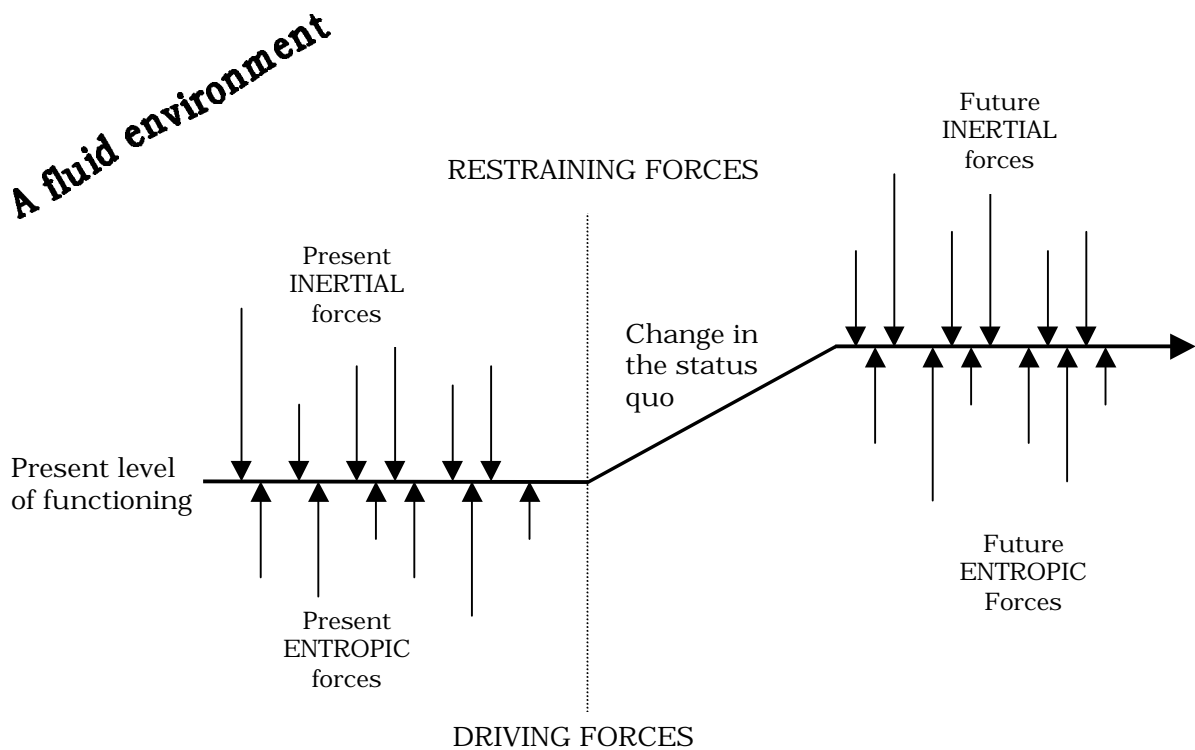 A fluid environment
Future
INERTIAL
forces
RESTRAINING FORCES
Present
INERTIAL
forces
Change in
the status
quo
Present level
of functioning
Future
ENTROPIC
Forces
Present
ENTROPIC
forces
DRIVING FORCES